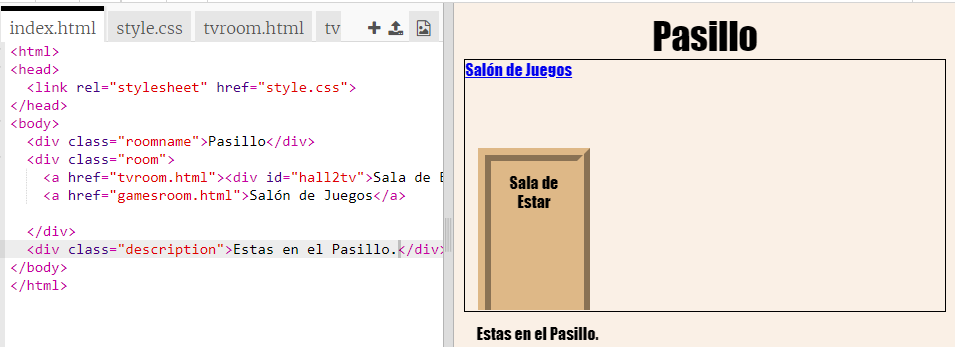 index.html style.css tvroom.html tv
<html>
<head>
<link rel="stylesheet" href="style.css">
</head>
<body>
<div class="roomname">Pasillo</div>
<div class="room">
<a href="tvroom.html"><div id="hall2tv">Sala de E
<a href="gamesroom.html">Salón de Juegos</a>
</div>
<div class="description">Estas en el Pasillo.</div>
</body>
</html>
Pasillo
Salón de Juegos
Sala de
Estar
Estas en el Pasillo.